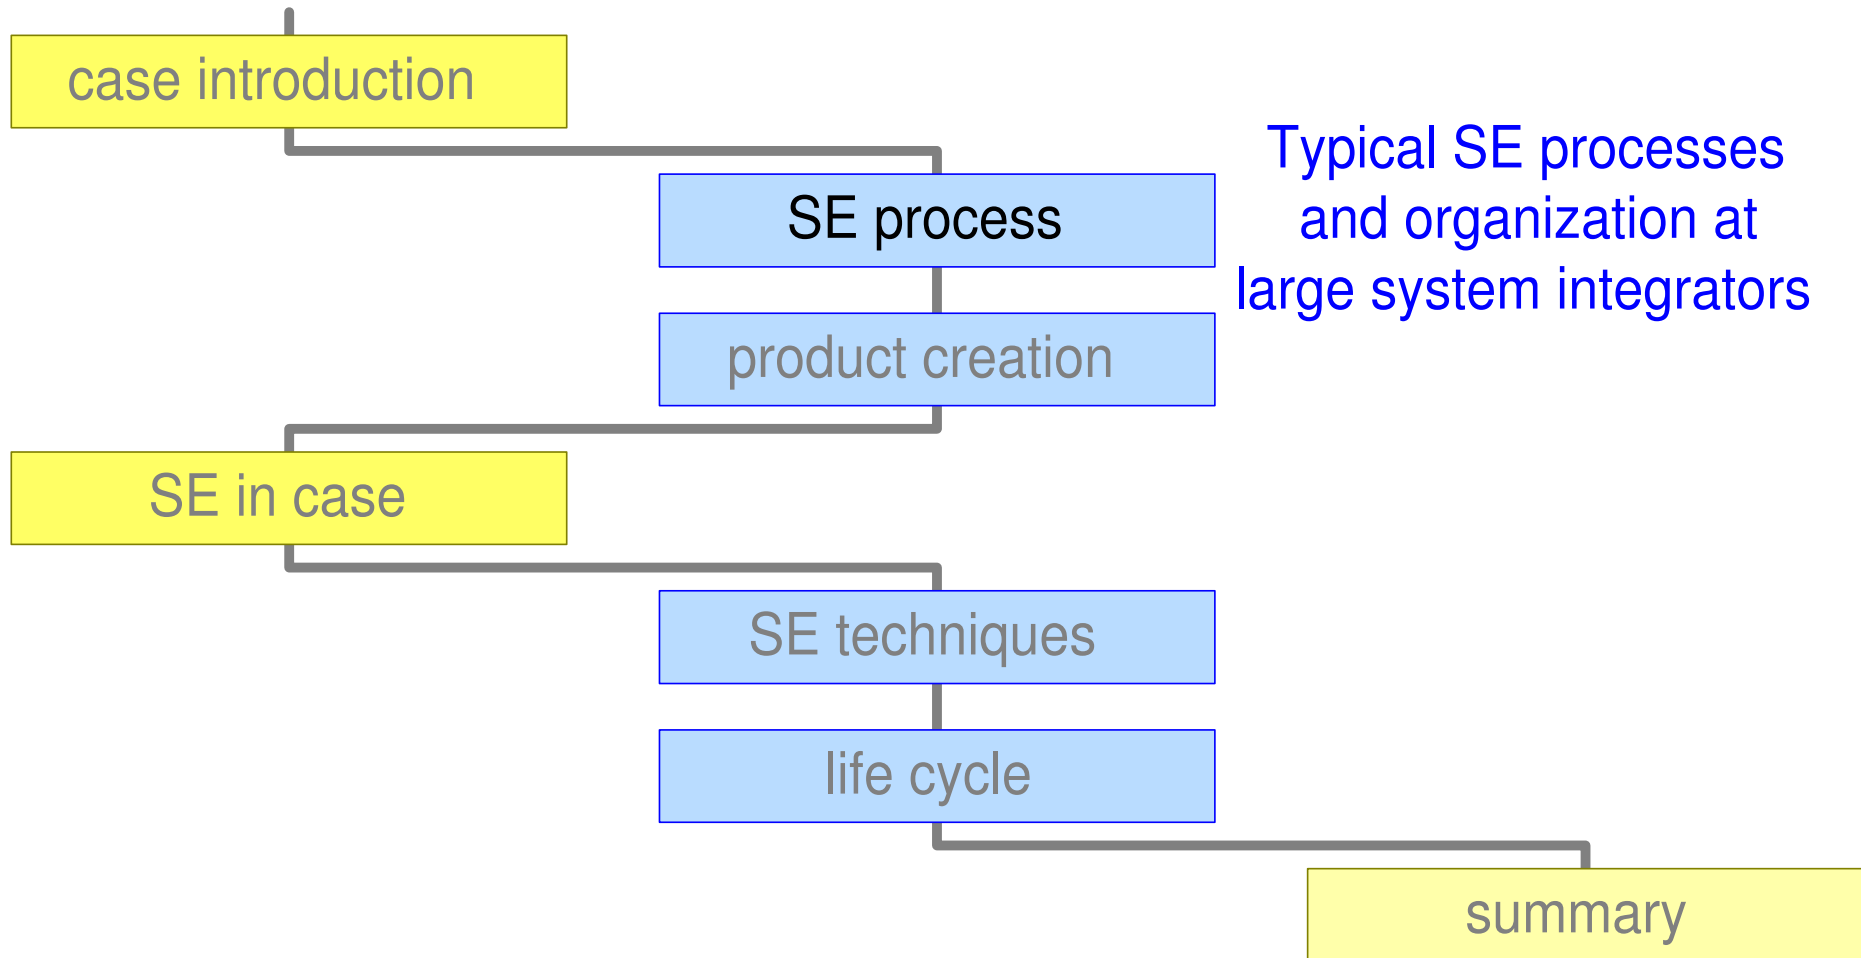 case introduction
SE process
Typical SE processes
and organization at
large system integrators
product creation
SE in case
SE techniques
life cycle
summary